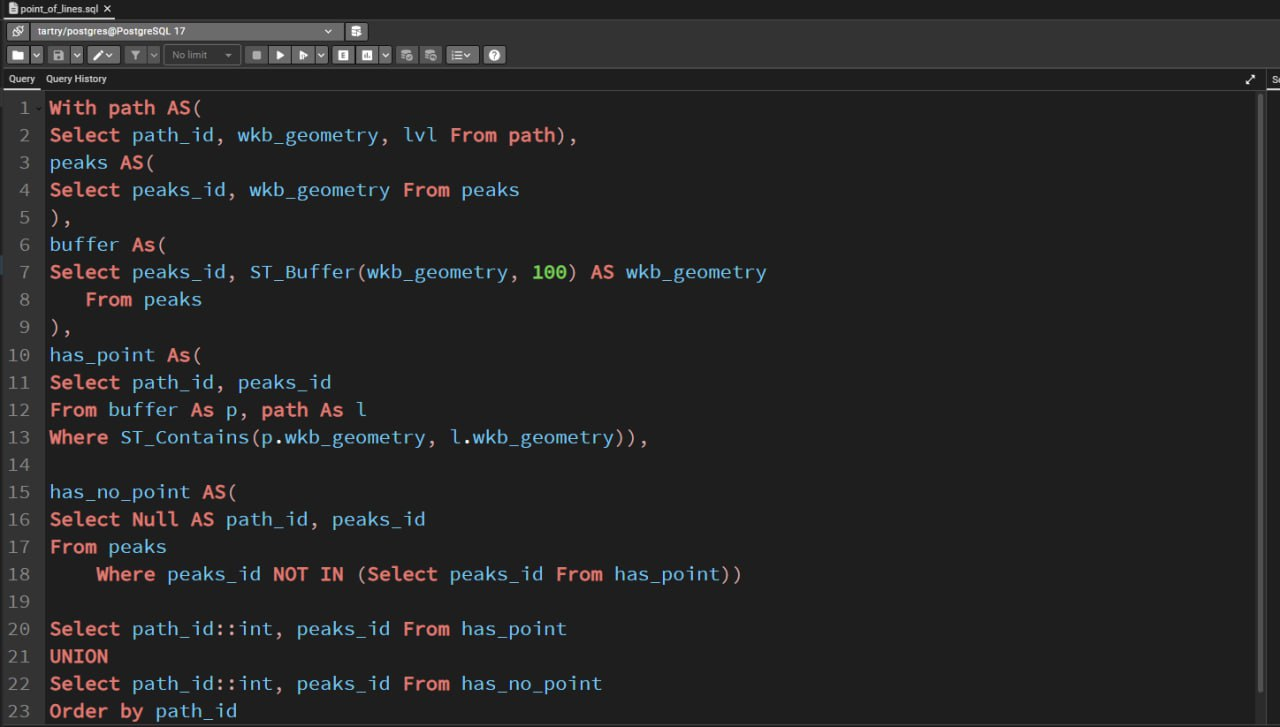 point_of_lines.sql
tartry/postgres@PostgreSQL 17
No limit
E
Query Query History
1 With path AS(
2 Select path_id, wkb_geometry, lvl From path),
3 peaks AS(
4 Select peaks_id, wkb_geometry From peaks
5 ),
6 buffer As(
7 Select peaks_id, ST_Buffer(wkb_geometry, 100) AS wkb_geometry
8 From peaks
9 ),
10 has_point As(
11 Select path_id, peaks_id
12 From buffer As p, path As l
13 Where ST_Contains(p.wkb_geometry, l.wkb_geometry)),
14
15 has_no_point AS(
16 Select Null AS path_id, peaks_id
17 From peaks
18 Where peaks_id NOT IN (Select peaks_id From has_point))
19
20 Select path_id::int, peaks_id From has_point
21 UNION
22 Select path_id::int, peaks_id From has_no_point
23 Order by path_id